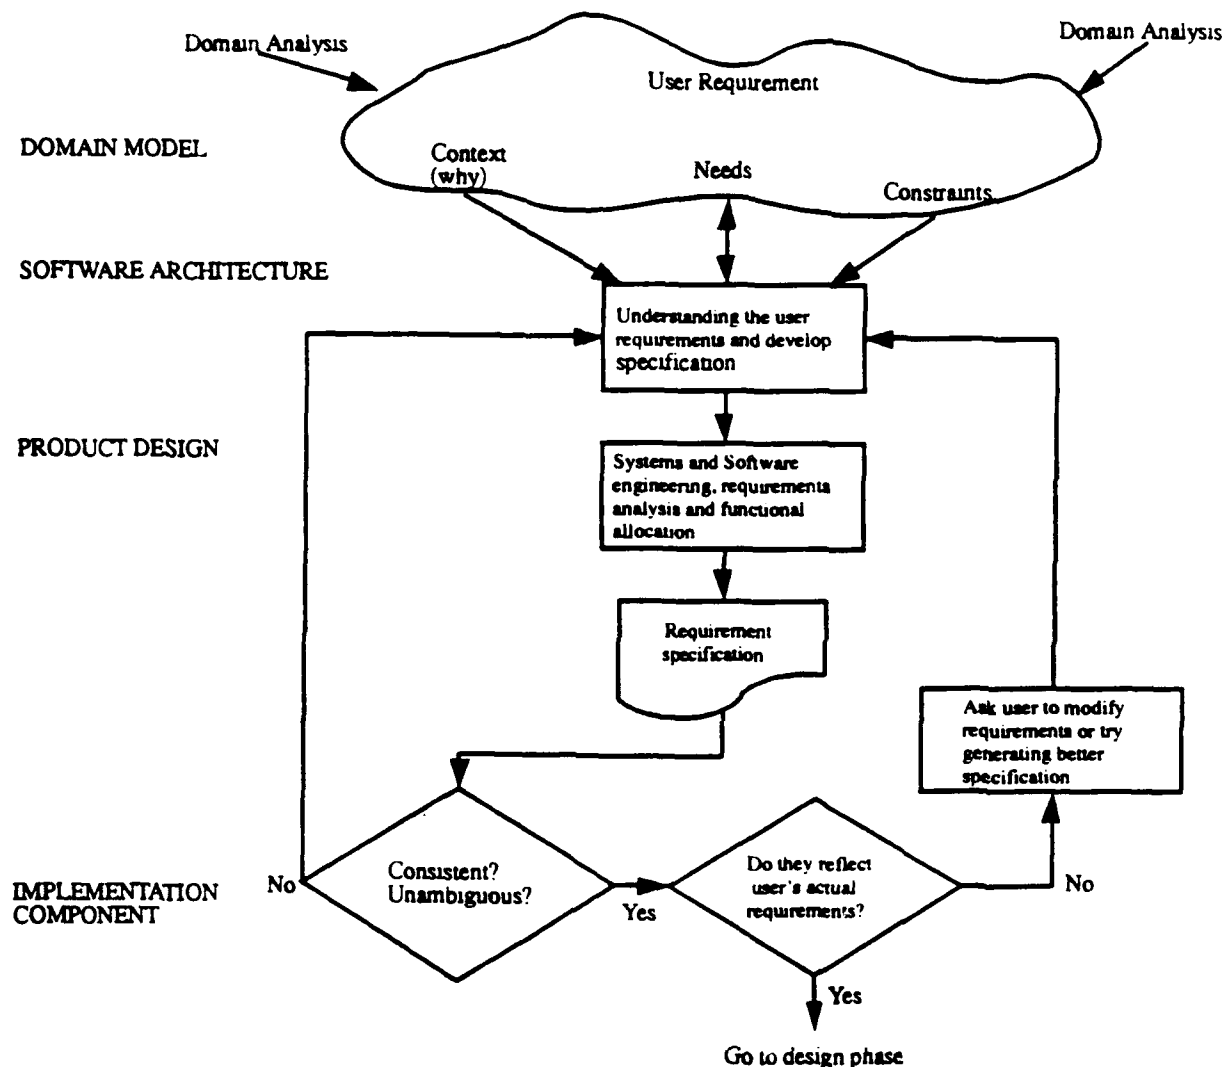 Domain Analysis
Domain Analysis
User Requirement
DOMAIN MODEL
Context
(why)
Needs
Constraints
SOFTWARE ARCHITECTURE
Understanding the user
requirements and develop
specification
PRODUCT DESIGN
Systems and Software
engineering, requirements
analysis and functional
allocation
Requirement
specification
Ask user to modify
requirements or try
generating better
specification
IMPLEMENTATION
COMPONENT
No
Consistent?
Unambiguous?
Yes
Do they reflect
user's actual
requirements?
No
Yes
Go to design phase